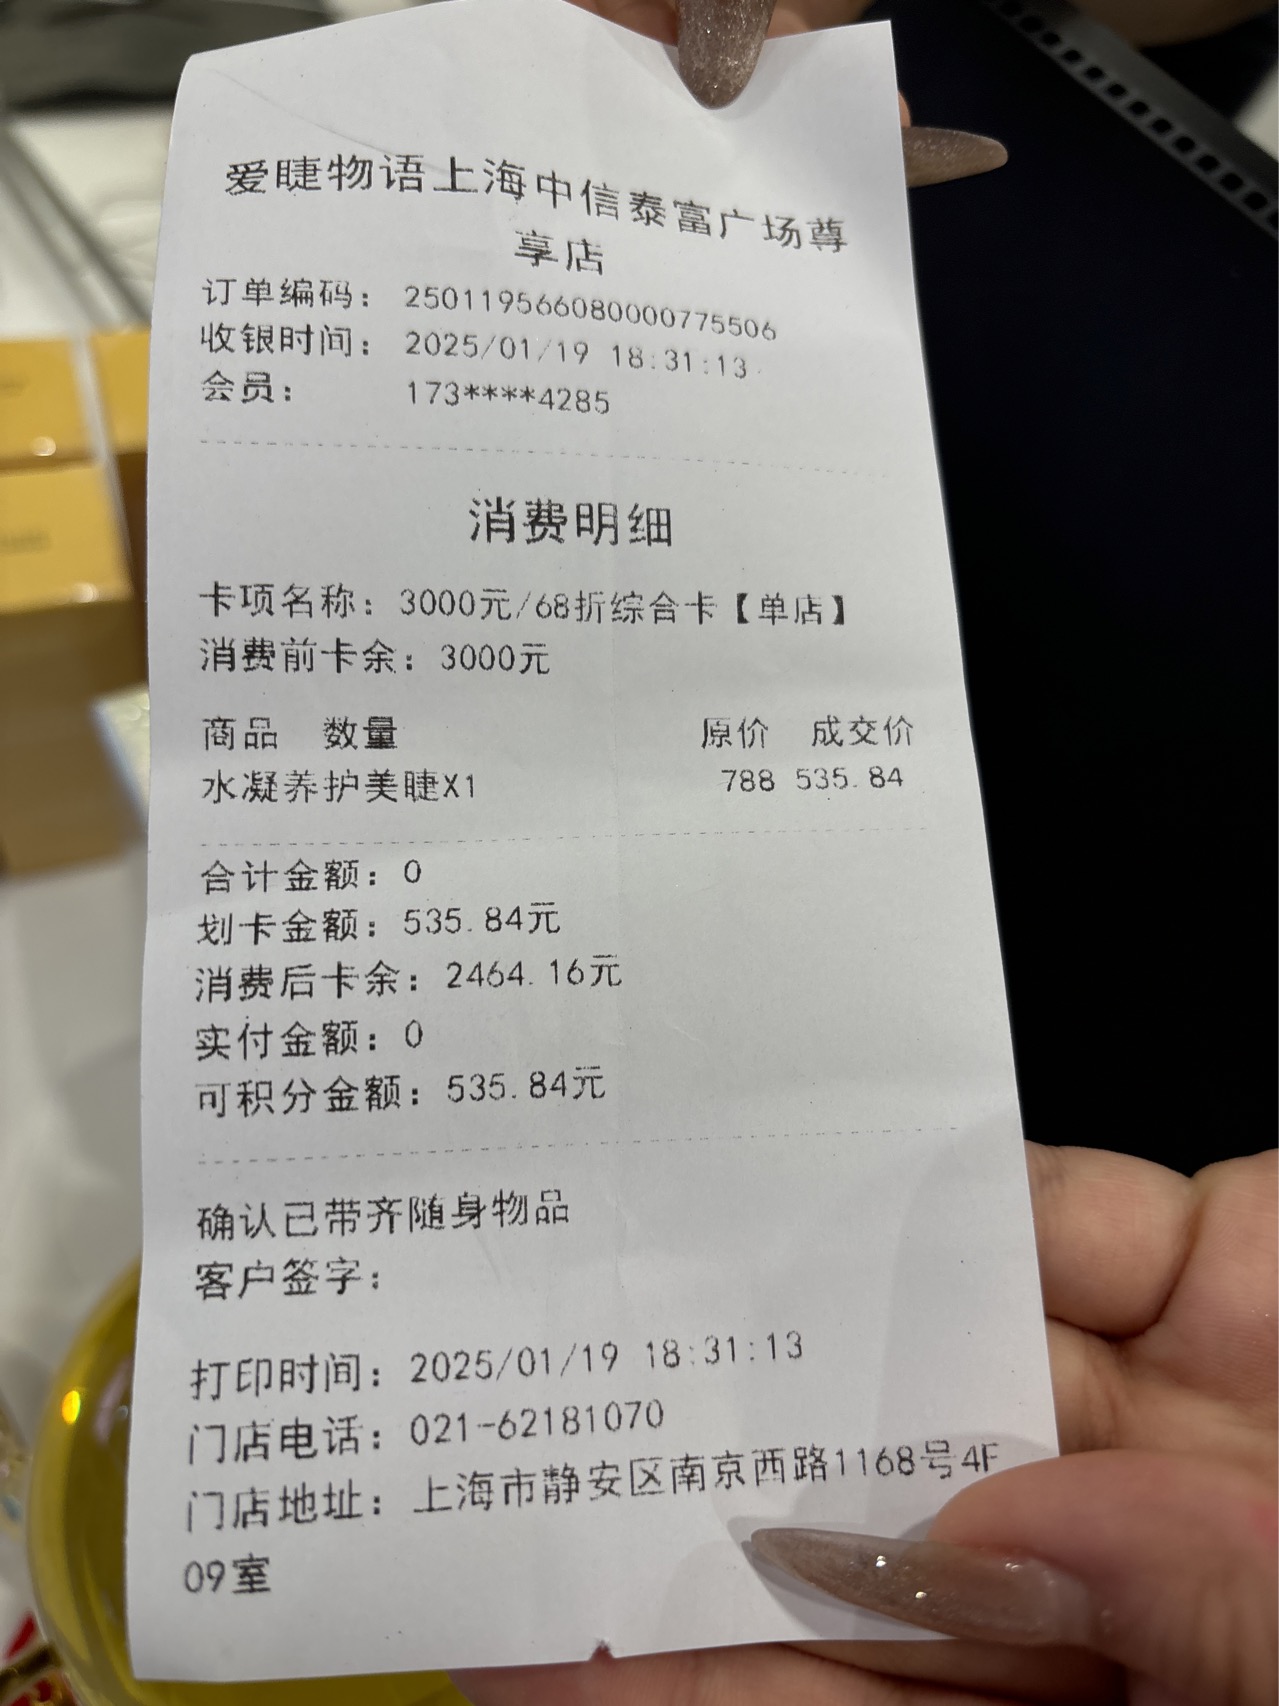 爱睫物语上海中信泰富广场尊
享店
订单编码： 250119566080000775506
收银时间： 2025/01/19 18:31:13
会员： 173****4285
消费明细
卡项名称：3000元/68折综合卡【单店】
消费前卡余：3000元
商品 数量 原价 成交价
水凝养护美睫X1 788 535.84
合计金额：0
划卡金额：535.84元
消费后卡余：2464.16元
实付金额：0
可积分金额：535.84元
确认已带齐随身物品
客户签字：
打印时间：2025/01/19 18:31:13
门店电话：021-62181070
门店地址：上海市静安区南京西路1168号4F
09室